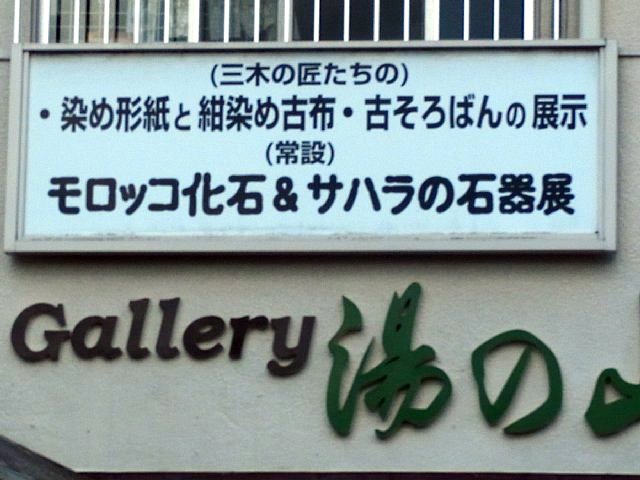 (三木の匠たちの)
・染め形紙と紺染め古布・古そろばんの展示
(常設)
モロッコ化石&サハラの石器展
Gallery 湯の